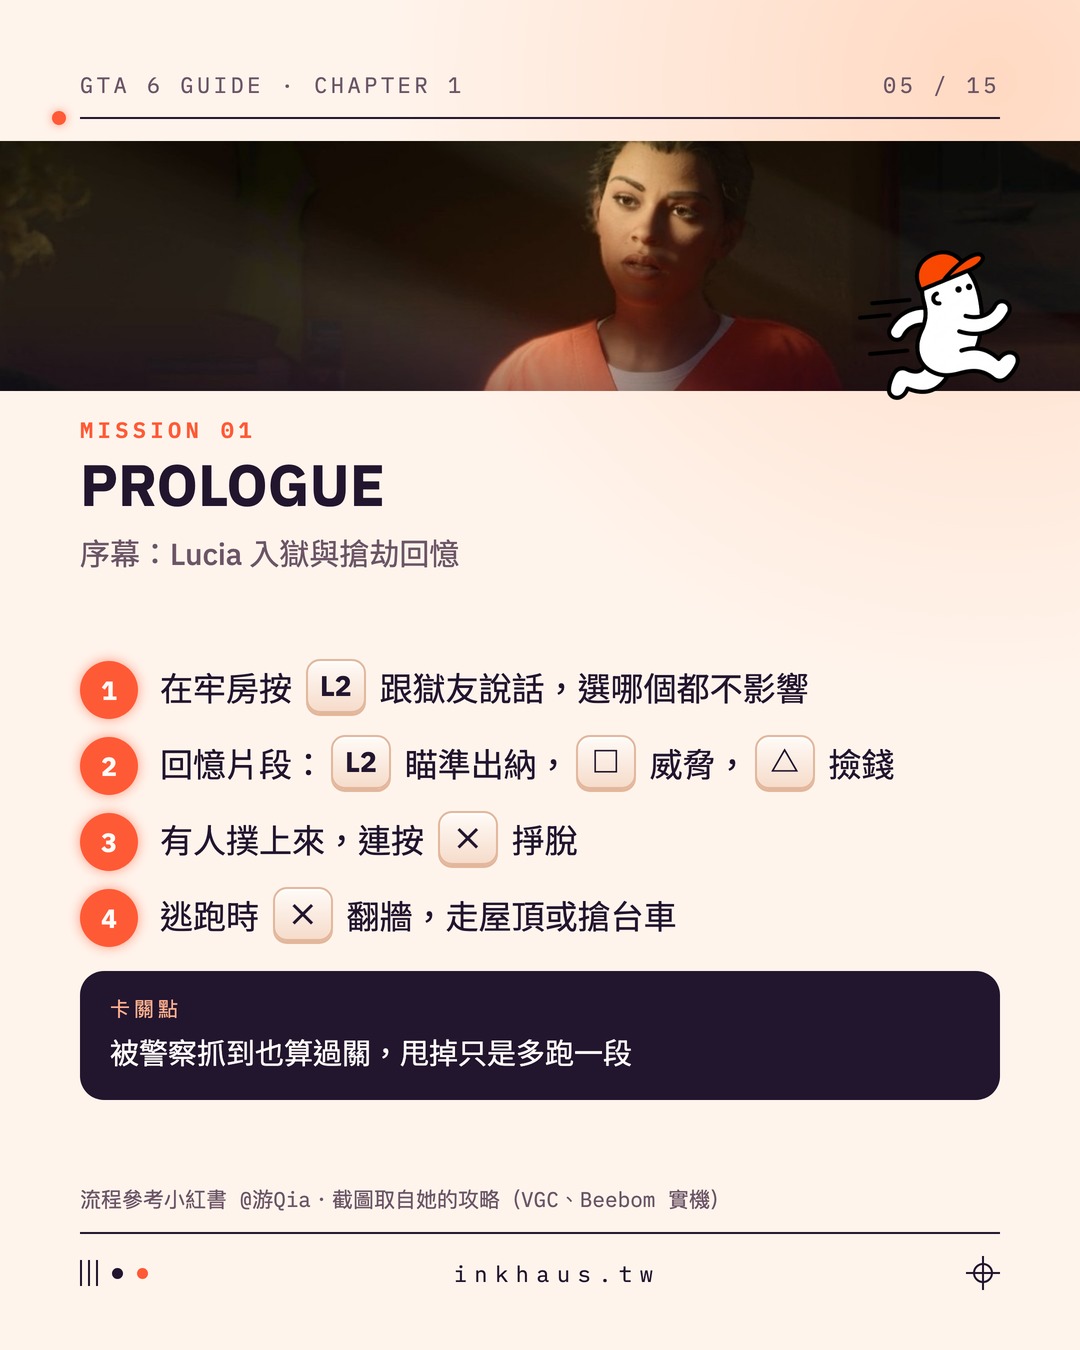 GTA 6 GUIDE · CHAPTER 1
05 / 15
MISSION 01
PROLOGUE
序幕：Lucia 入獄與搶劫回憶
1 在牢房按 L2 跟獄友說話，選哪個都不影響
2 回憶片段： L2 瞄準出納， □ 威脅， △ 撿錢
3 有人撲上來，連按 × 掙脫
4 逃跑時 × 翻牆，走屋頂或搶台車
卡關點
被警察抓到也算過關，甩掉只是多跑一段
流程參考小紅書 @游Qia · 截圖取自她的攻略（VGC、Beebom 實機）
inkhaus.tw